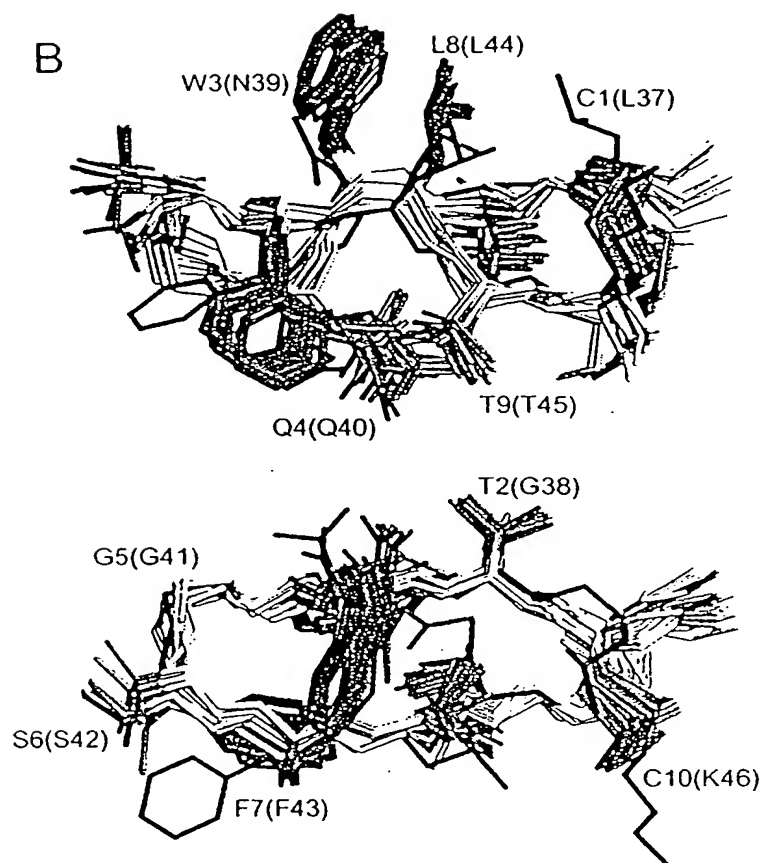 B
W3(N39)
L8(L44)
C1(L37)
Q4(Q40)
T9(T45)
T2(G38)
G5(G41)
S6(S42)
F7(F43)
C10(K46)